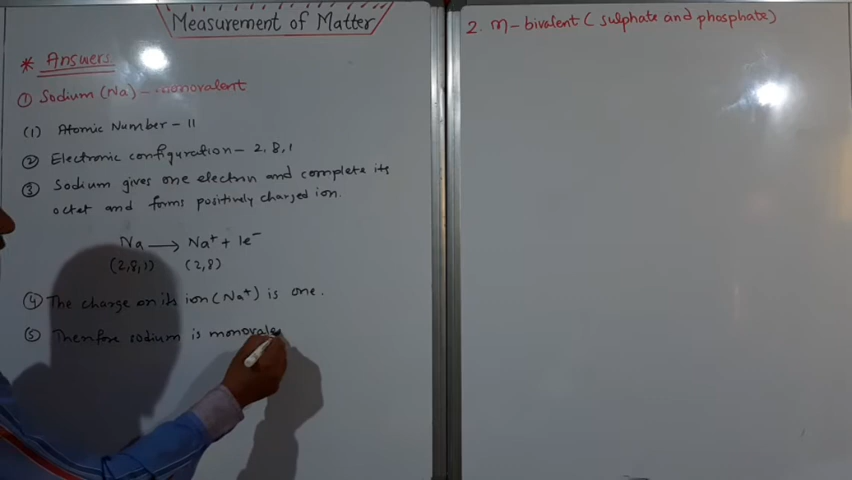 Measurement of Matter
* Answers
① Sodium (Na) - monovalent
(1) Atomic Number - 11
② Electronic configuration - 2, 8, 1
③ Sodium gives one electron and complete its
octet and forms positively charged ion.
Na ⟶ Na⁺ + 1e⁻
(2,8,1) (2,8)
④ The charge on its ion (Na⁺) is one.
⑤ Therefore sodium is monovale
2. M - bivalent ( sulphate and phosphate)